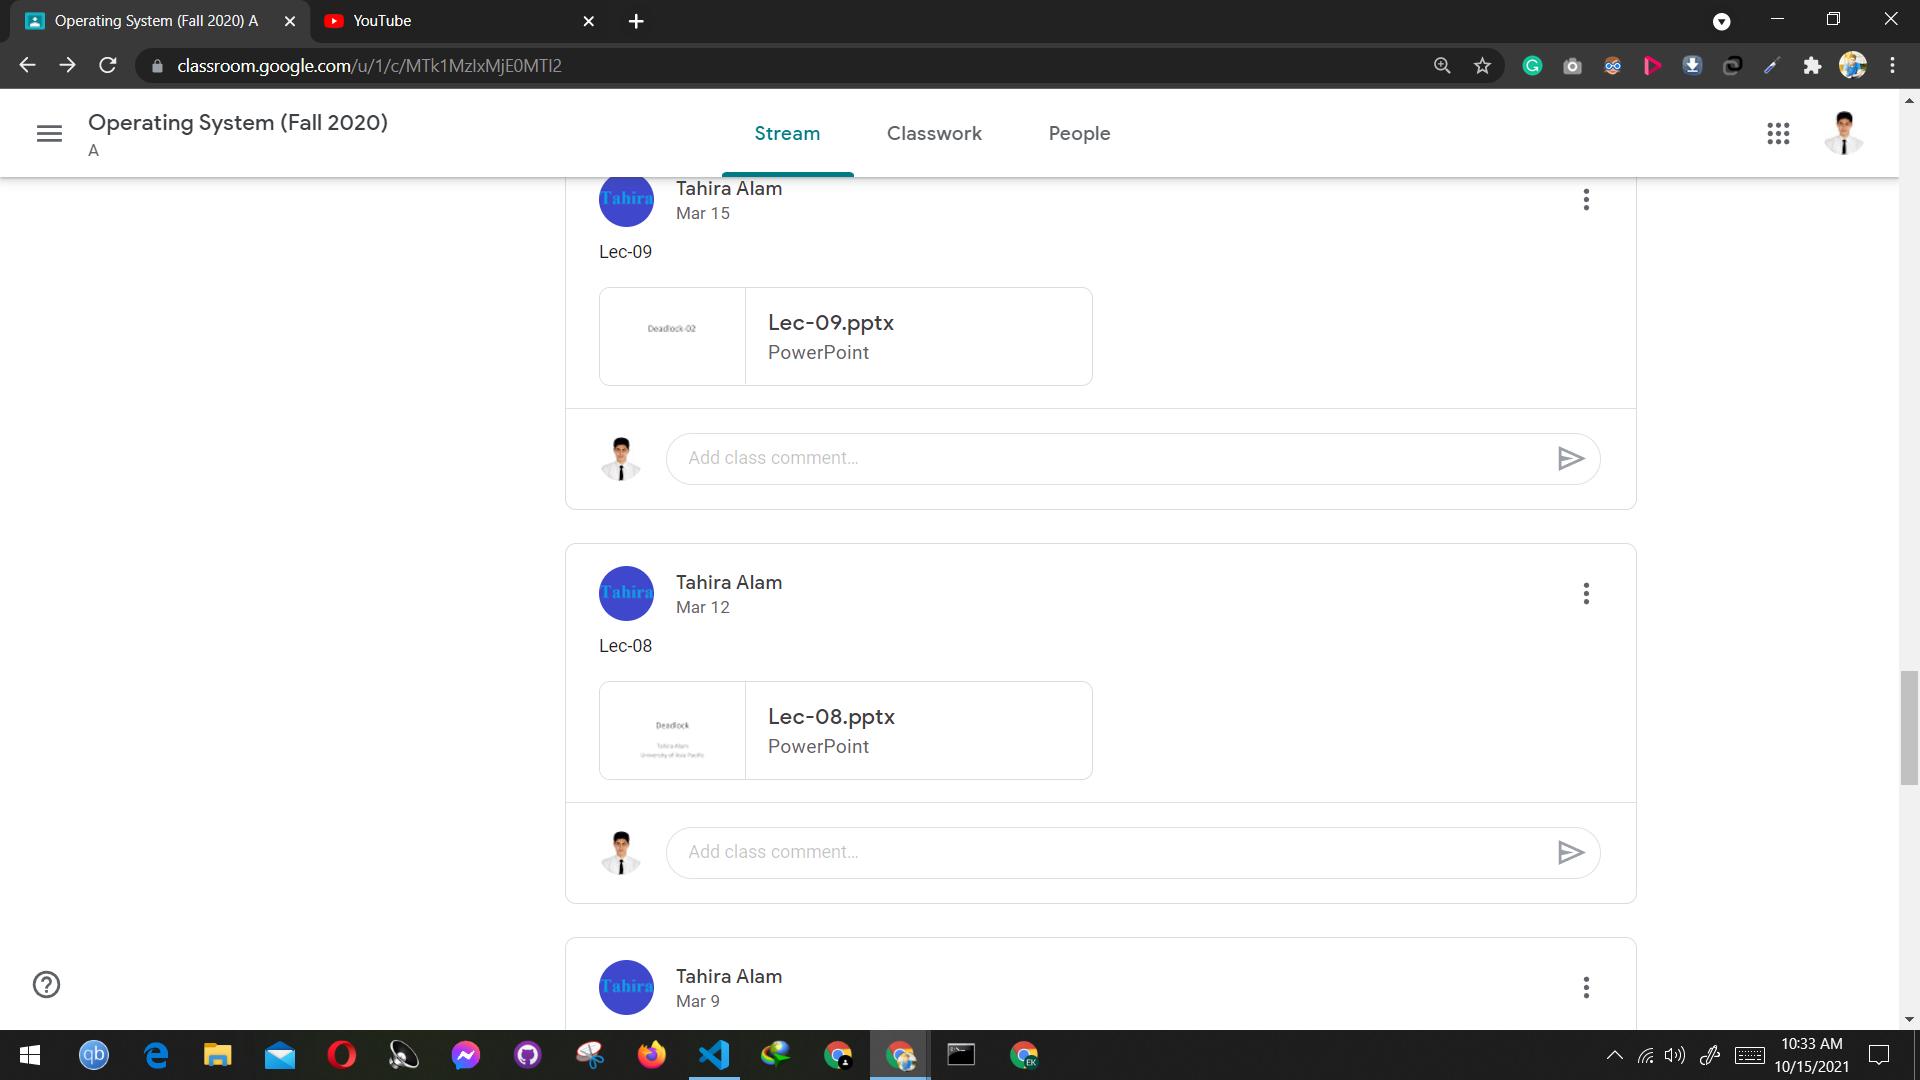 Operating System (Fall 2020) A
YouTube
classroom.google.com/u/1/c/MTk1MzIxMjE0MTI2
Operating System (Fall 2020)
A
Stream
Classwork
People
Tahira
Tahira Alam
Mar 15
Lec-09
Deadlock-02
Lec-09.pptx
PowerPoint
Add class comment...
Tahira
Tahira Alam
Mar 12
Lec-08
Deadlock
Tahira Alam
University of Asia Pacific
Lec-08.pptx
PowerPoint
Add class comment...
Tahira
Tahira Alam
Mar 9
qb
EK
10:33 AM
10/15/2021